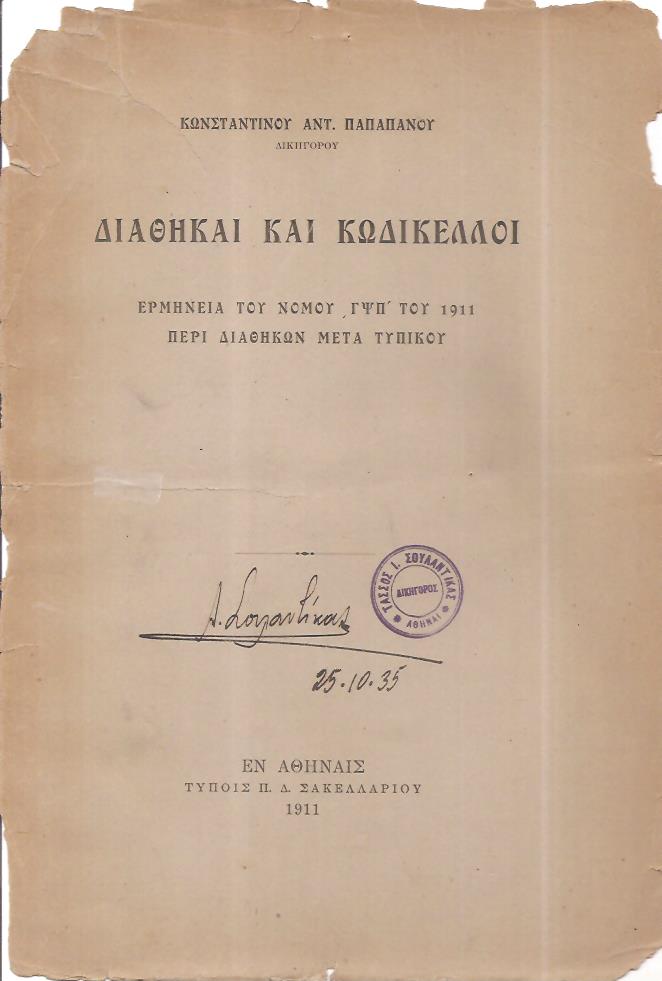 ΚΩΝΣΤΑΝΤΙΝΟΥ ΑΝΤ. ΠΑΠΑΠΑΝΟΥ
ΔΙΚΗΓΟΡΟΥ
ΔΙΑΘΗΚΑΙ ΚΑΙ ΚΩΔΙΚΕΛΛΟΙ
ΕΡΜΗΝΕΙΑ ΤΟΥ ΝΟΜΟΥ ͵ΓΨΠ΄ ΤΟΥ 1911
ΠΕΡΙ ΔΙΑΘΗΚΩΝ ΜΕΤΑ ΤΥΠΙΚΟΥ
ΤΑΣΣΟΣ Ι. ΣΟΥΛΑΝΤΙΚΑΣ
ΔΙΚΗΓΟΡΟΣ
ΑΘΗΝΑΙ
25.10.35
ΕΝ ΑΘΗΝΑΙΣ
ΤΥΠΟΙΣ Π. Δ. ΣΑΚΕΛΛΑΡΙΟΥ
1911